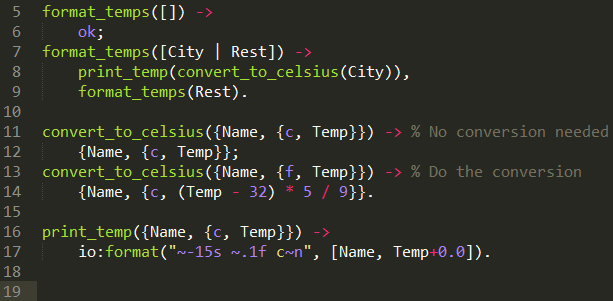 5 format_temps([]) ->
6     ok;
7 format_temps([City | Rest]) ->
8     print_temp(convert_to_celsius(City)),
9     format_temps(Rest).
10
11 convert_to_celsius({Name, {c, Temp}}) -> % No conversion needed
12     {Name, {c, Temp}};
13 convert_to_celsius({Name, {f, Temp}}) -> % Do the conversion
14     {Name, {c, (Temp - 32) * 5 / 9}}.
15
16 print_temp({Name, {c, Temp}}) ->
17     io:format("~-15s ~.1f c~n", [Name, Temp+0.0]).
18
19